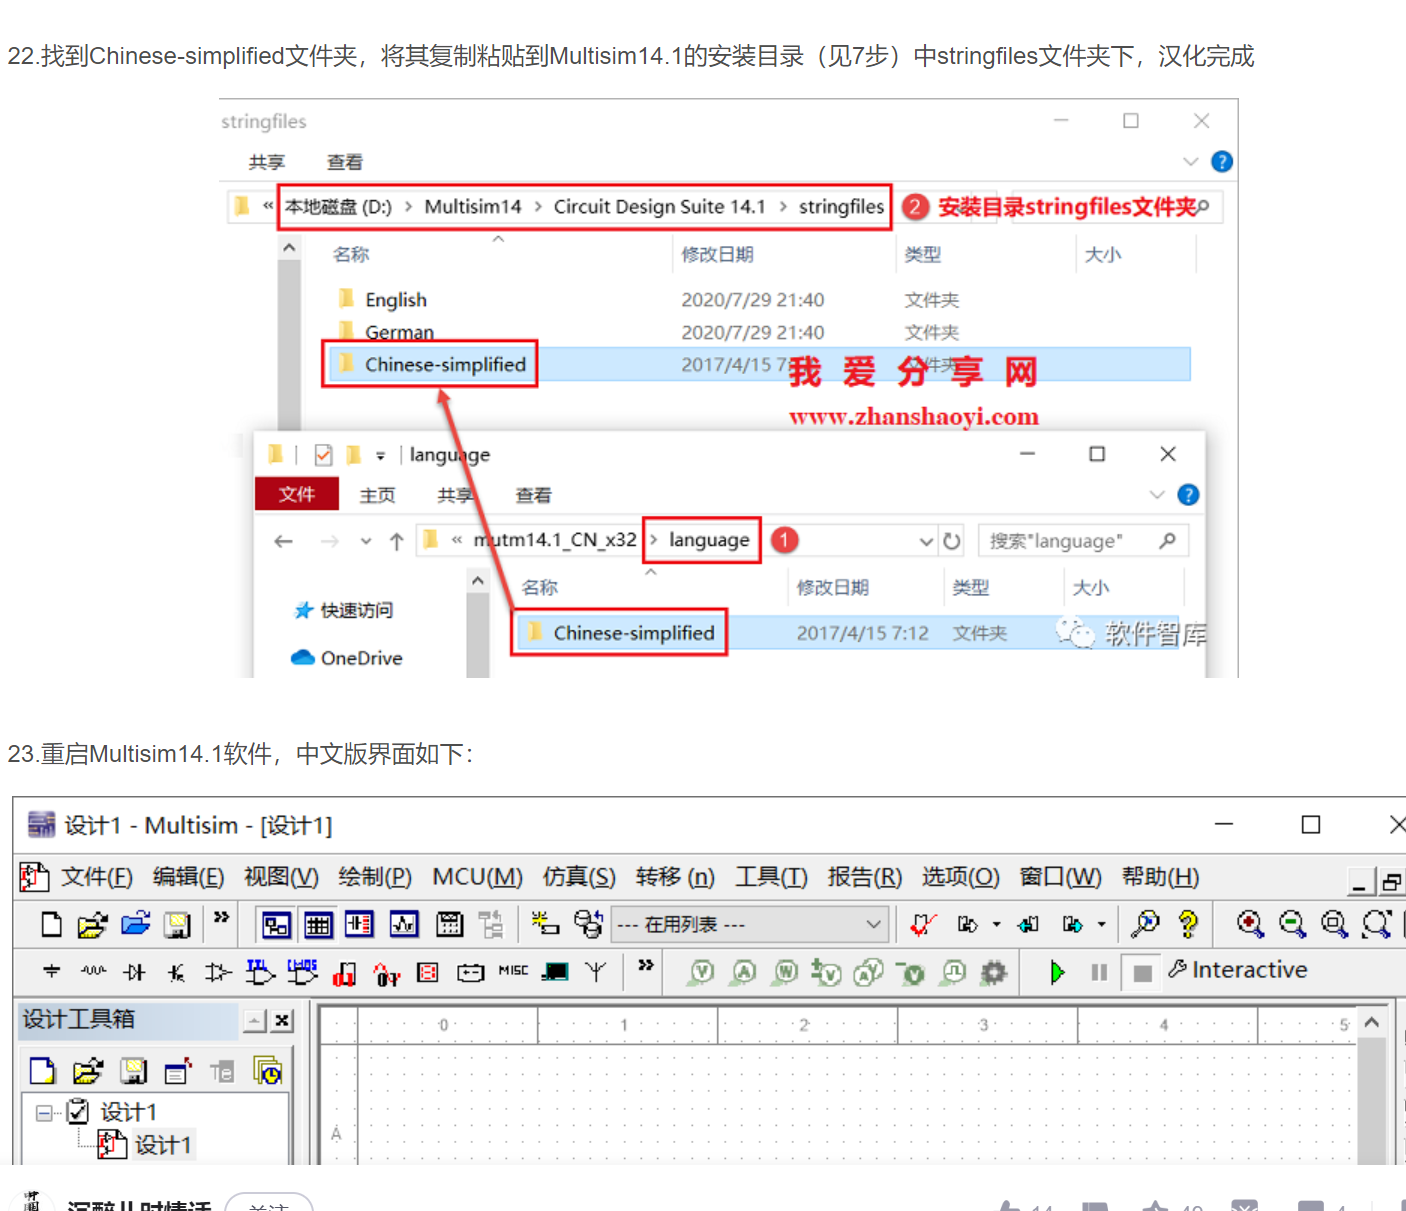 22.找到Chinese-simplified文件夹，将其复制粘贴到Multisim14.1的安装目录（见7步）中stringfiles文件夹下，汉化完成
stringfiles
共享 查看
« 本地磁盘 (D:) > Multisim14 > Circuit Design Suite 14.1 > stringfiles 2 安装目录stringfiles文件夹
名称 修改日期 类型 大小
English 2020/7/29 21:40 文件夹
German 2020/7/29 21:40 文件夹
Chinese-simplified 2017/4/15 7: 文件夹
我爱分享网
www.zhanshaoyi.com
language
文件 主页 共享 查看
« mutm14.1_CN_x32 > language 1 搜索"language"
名称 修改日期 类型 大小
快速访问
Chinese-simplified 2017/4/15 7:12 文件夹
软件智库
OneDrive
23.重启Multisim14.1软件，中文版界面如下：
设计1 - Multisim - [设计1]
文件(F) 编辑(E) 视图(V) 绘制(P) MCU(M) 仿真(S) 转移 (n) 工具(T) 报告(R) 选项(O) 窗口(W) 帮助(H)
--- 在用列表 ---
MISC Interactive
设计工具箱
0 1 2 3 4 5
设计1
A
设计1